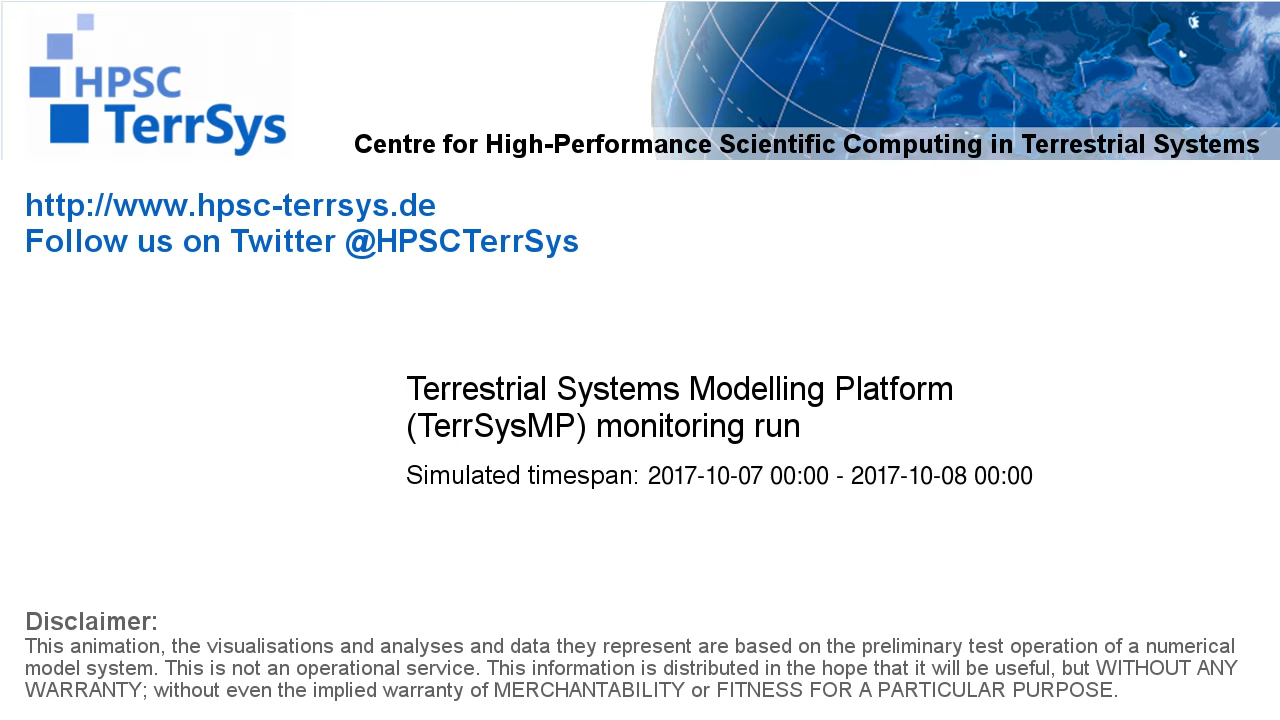 HPSC
TerrSys
Centre for High-Performance Scientific Computing in Terrestrial Systems
http://www.hpsc-terrsys.de
Follow us on Twitter @HPSCTerrSys
Terrestrial Systems Modelling Platform
(TerrSysMP) monitoring run
Simulated timespan: 2017-10-07 00:00 - 2017-10-08 00:00
Disclaimer:
This animation, the visualisations and analyses and data they represent are based on the preliminary test operation of a numerical
model system. This is not an operational service. This information is distributed in the hope that it will be useful, but WITHOUT ANY
WARRANTY; without even the implied warranty of MERCHANTABILITY or FITNESS FOR A PARTICULAR PURPOSE.